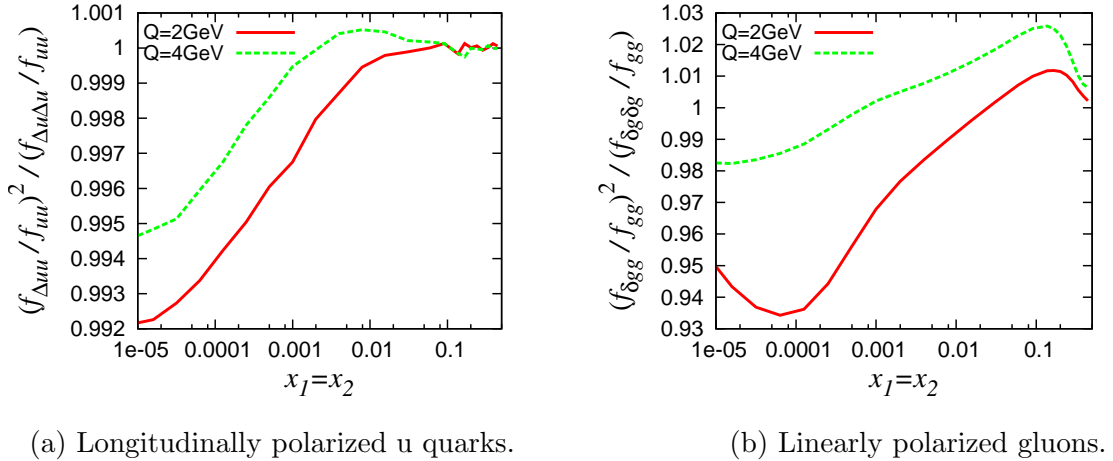 1.001
1
0.999
0.998
0.997
0.996
0.995
0.994
0.993
0.992
(f_{Δuu} / f_{uu})^2 / (f_{ΔuΔu} / f_{uu})
Q=2GeV
Q=4GeV
1e-05 0.0001 0.001 0.01 0.1
x_1=x_2
(a) Longitudinally polarized u quarks.
1.03
1.02
1.01
1
0.99
0.98
0.97
0.96
0.95
0.94
0.93
(f_{δgg} / f_{gg})^2 / (f_{δgδg} / f_{gg})
Q=2GeV
Q=4GeV
1e-05 0.0001 0.001 0.01 0.1
x_1=x_2
(b) Linearly polarized gluons.